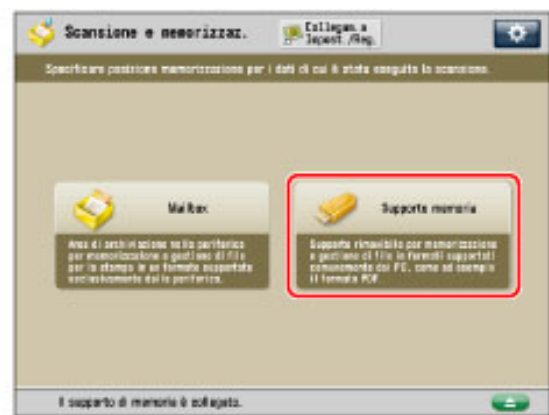 Scansione e memorizzaz.
Collegam. a
Impost./Reg.
Specificare posizione memorizzazione per i dati di cui è stata eseguita la scansione.
Mailbox
Area di archiviazione nella periferica
per memorizzazione e gestione di file
per la stampa in un formato supportato
esclusivamente dalla periferica.
Supporto memoria
Supporto rimovibile per memorizzazione
e gestione di file in formati supportati
comunemente dai PC, come ad esempio
il formato PDF.
Il supporto di memoria è collegato.